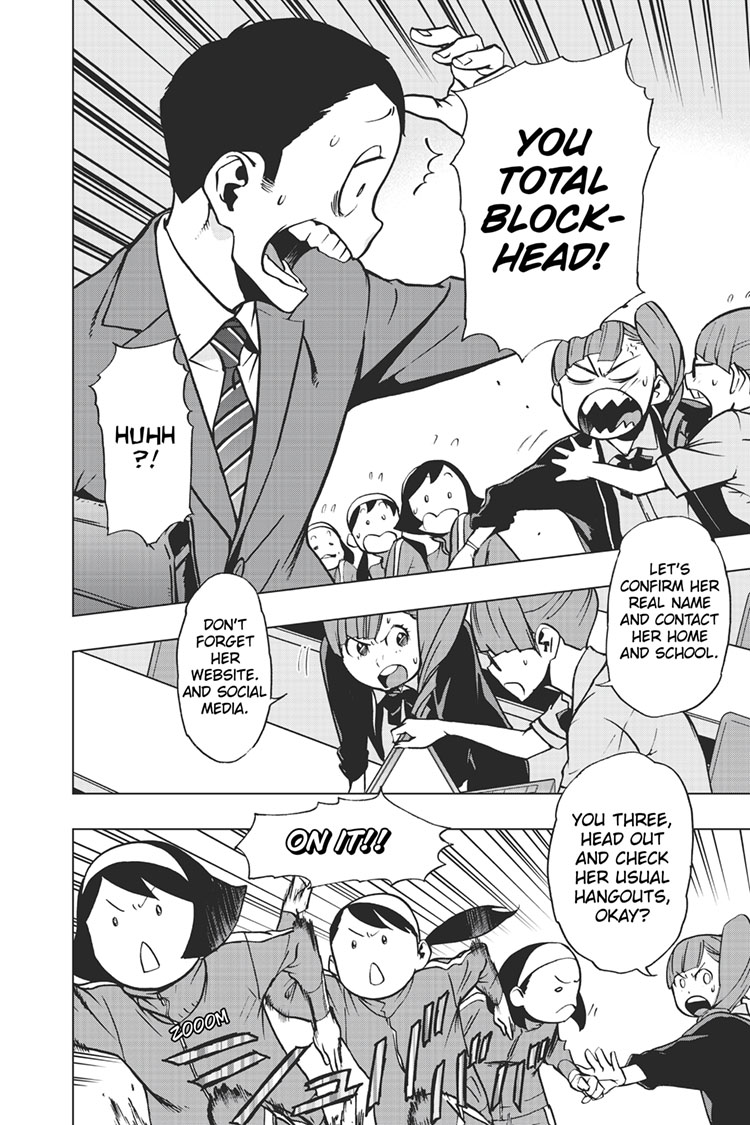 YOU
TOTAL
BLOCK-
HEAD!
HUHH
?!
LET'S
CONFIRM HER
REAL NAME
AND CONTACT
HER HOME
AND SCHOOL.
DON'T
FORGET
HER
WEBSITE.
AND SOCIAL
MEDIA.
YOU THREE,
HEAD OUT
AND CHECK
HER USUAL
HANGOUTS,
OKAY?
ON IT!!
ZOOOM